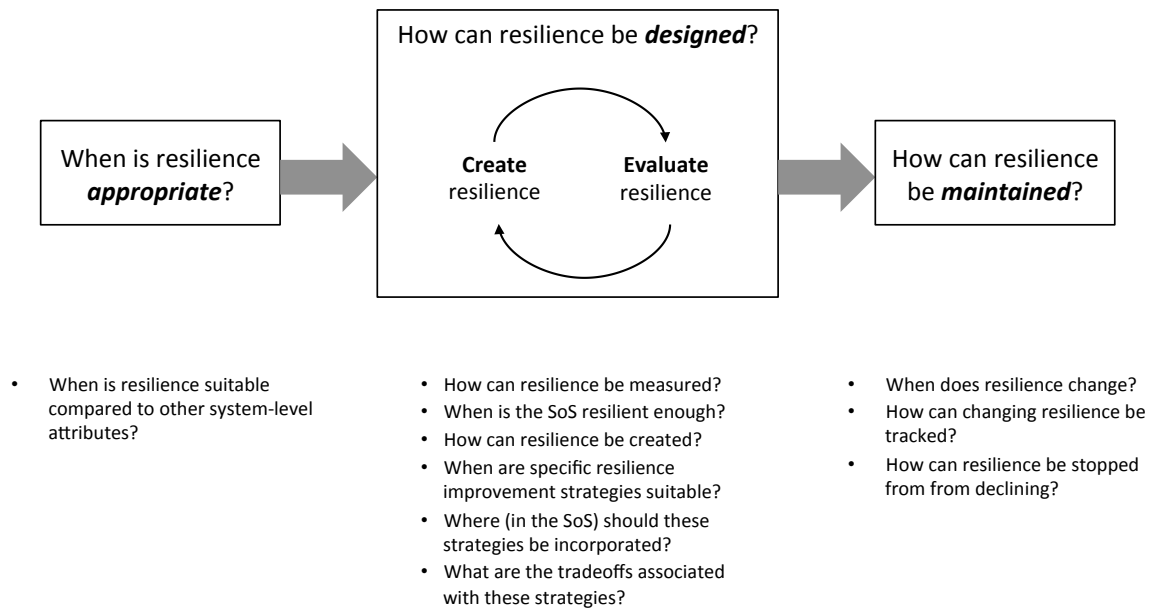 How can resilience be designed?
When is resilience
appropriate?
Create
resilience
Evaluate
resilience
How can resilience
be maintained?
• When is resilience suitable
compared to other system-level
attributes?
• How can resilience be measured?
• When is the SoS resilient enough?
• How can resilience be created?
• When are specific resilience
improvement strategies suitable?
• Where (in the SoS) should these
strategies be incorporated?
• What are the tradeoffs associated
with these strategies?
• When does resilience change?
• How can changing resilience be
tracked?
• How can resilience be stopped
from from declining?